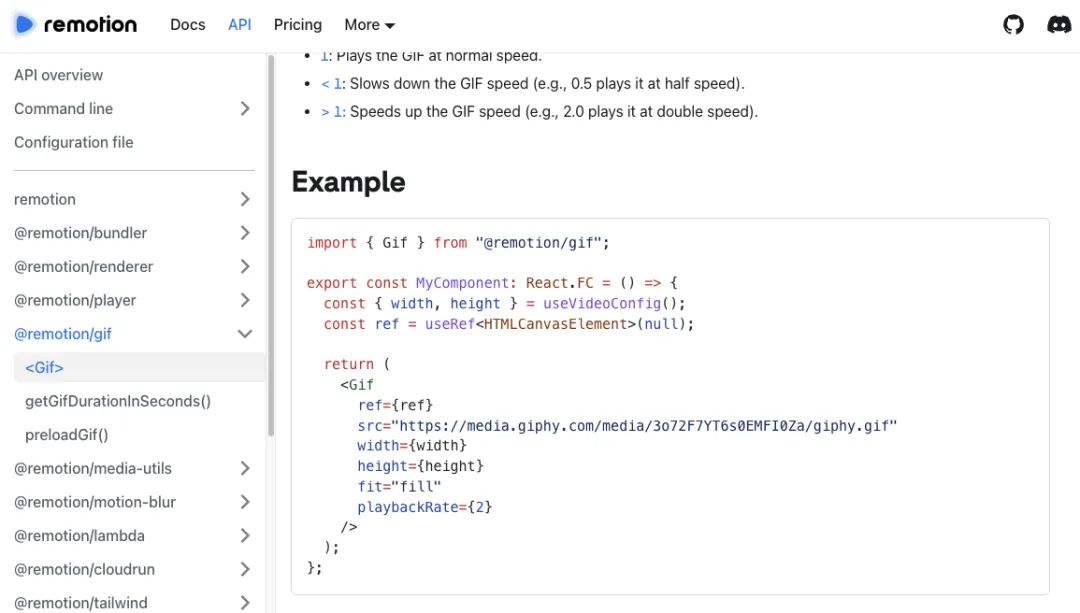 remotion Docs API Pricing More
API overview
Command line
Configuration file
remotion
@remotion/bundler
@remotion/renderer
@remotion/player
@remotion/gif
<Gif>
getGifDurationInSeconds()
preloadGif()
@remotion/media-utils
@remotion/motion-blur
@remotion/lambda
@remotion/cloudrun
@remotion/tailwind
• 1: Plays the GIF at normal speed.
• < 1: Slows down the GIF speed (e.g., 0.5 plays it at half speed).
• > 1: Speeds up the GIF speed (e.g., 2.0 plays it at double speed).
Example
import { Gif } from "@remotion/gif";
export const MyComponent: React.FC = () => {
  const { width, height } = useVideoConfig();
  const ref = useRef<HTMLCanvasElement>(null);
  return (
    <Gif
      ref={ref}
      src="https://media.giphy.com/media/3o72F7YT6s0EMFI0Za/giphy.gif"
      width={width}
      height={height}
      fit="fill"
      playbackRate={2}
    />
  );
};